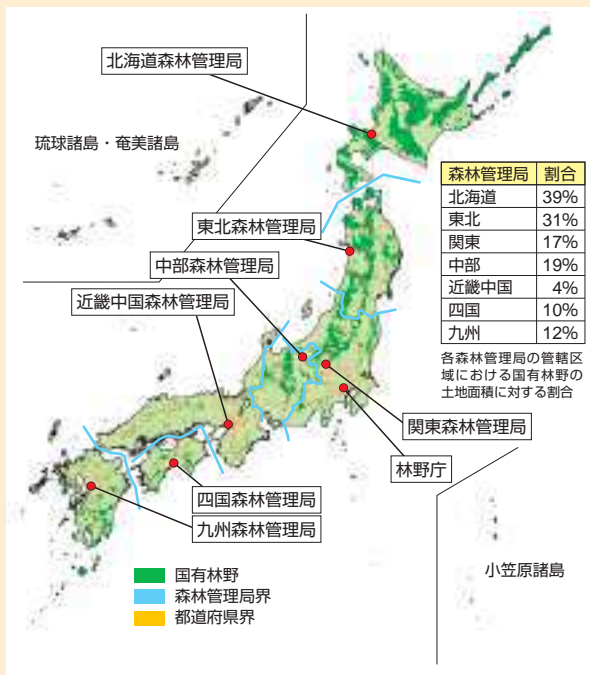 北海道森林管理局
琉球諸島・奄美諸島
森林管理局 割合
北海道 39%
東北 31%
関東 17%
中部 19%
近畿中国 4%
四国 10%
九州 12%
各森林管理局の管轄区
域における国有林野の
土地面積に対する割合
東北森林管理局
中部森林管理局
近畿中国森林管理局
関東森林管理局
林野庁
四国森林管理局
九州森林管理局
小笠原諸島
国有林野
森林管理局界
都道府県界